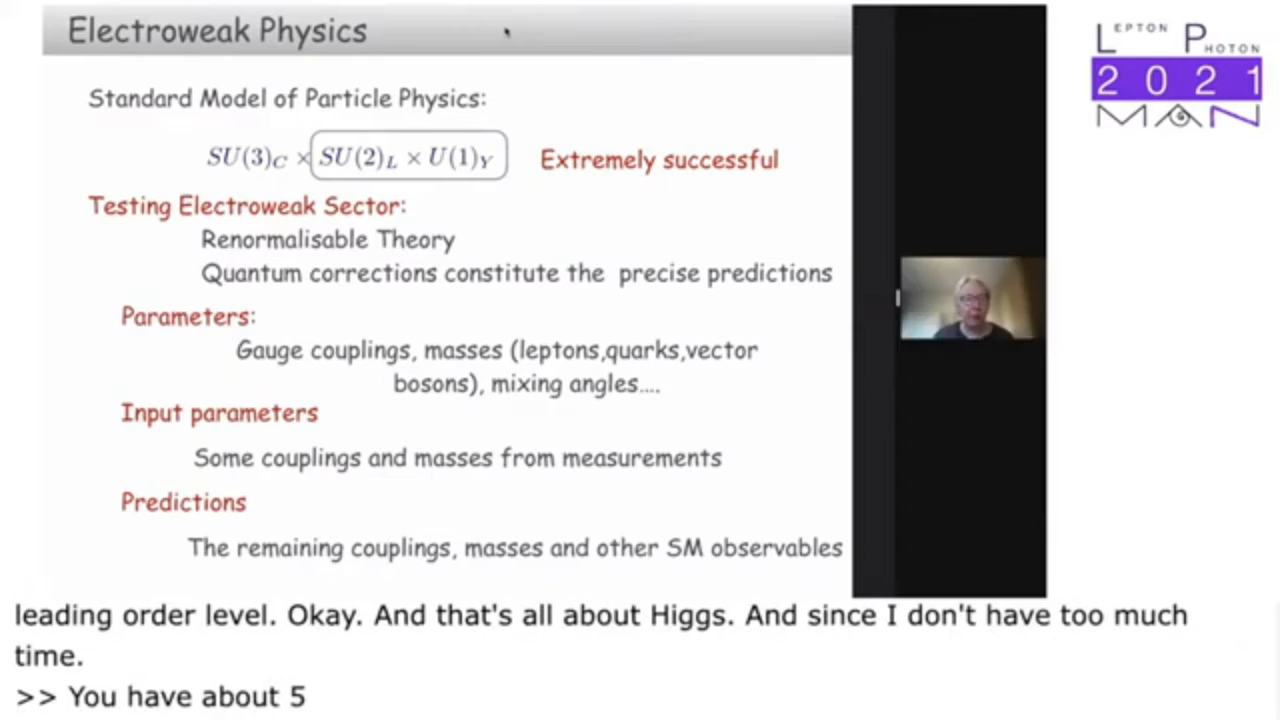 Electroweak Physics
Standard Model of Particle Physics:
SU(3)_C × SU(2)_L × U(1)_Y Extremely successful
Testing Electroweak Sector:
Renormalisable Theory
Quantum corrections constitute the precise predictions
Parameters:
Gauge couplings, masses (leptons,quarks,vector
bosons), mixing angles....
Input parameters
Some couplings and masses from measurements
Predictions
The remaining couplings, masses and other SM observables
LEPTON PHOTON
2021
MAN
leading order level. Okay. And that's all about Higgs. And since I don't have too much
time.
>> You have about 5